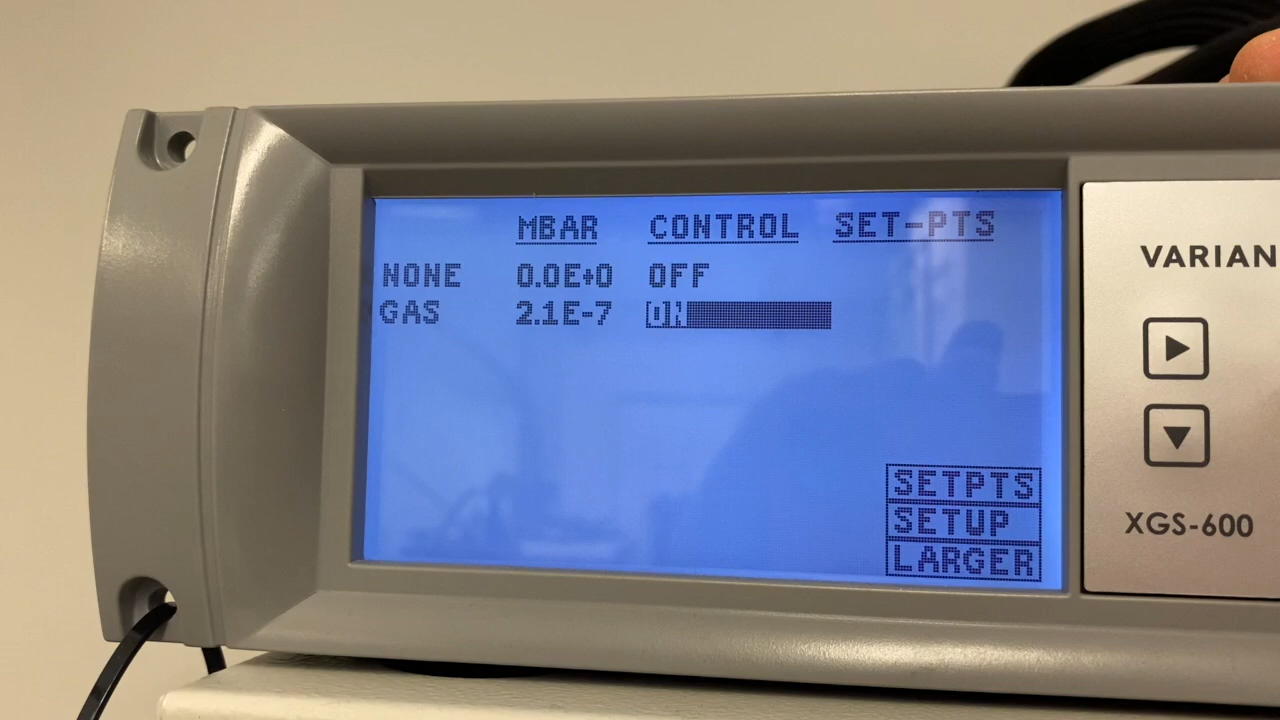 MBAR CONTROL SET-PTS
NONE 0.0E+0 OFF
GAS 2.1E-7 ON
SETPTS
SETUP
LARGER
VARIAN
XGS-600